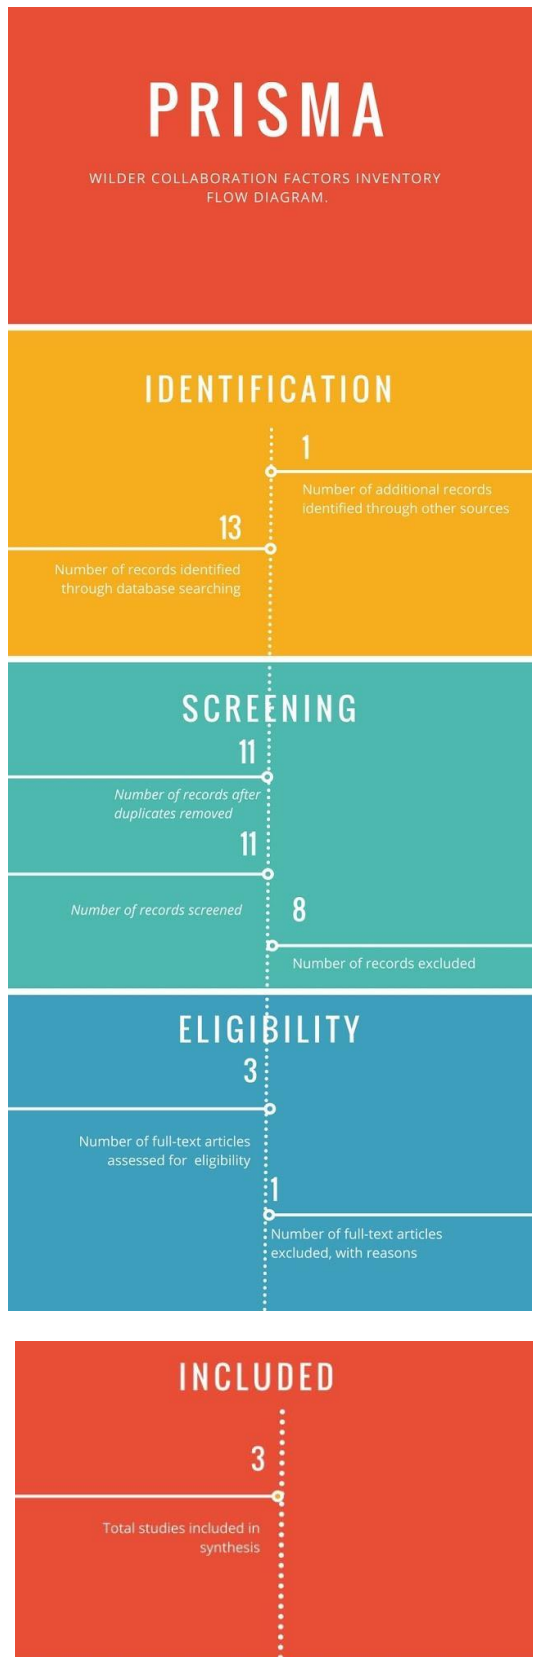 PRISMA
WILDER COLLABORATION FACTORS INVENTORY
FLOW DIAGRAM.
IDENTIFICATION
1
Number of additional records
identified through other sources
13
Number of records identified
through database searching
SCREENING
11
Number of records after
duplicates removed
11
Number of records screened
8
Number of records excluded
ELIGIBILITY
3
Number of full-text articles
assessed for eligibility
1
Number of full-text articles
excluded, with reasons
INCLUDED
3
Total studies included in
synthesis